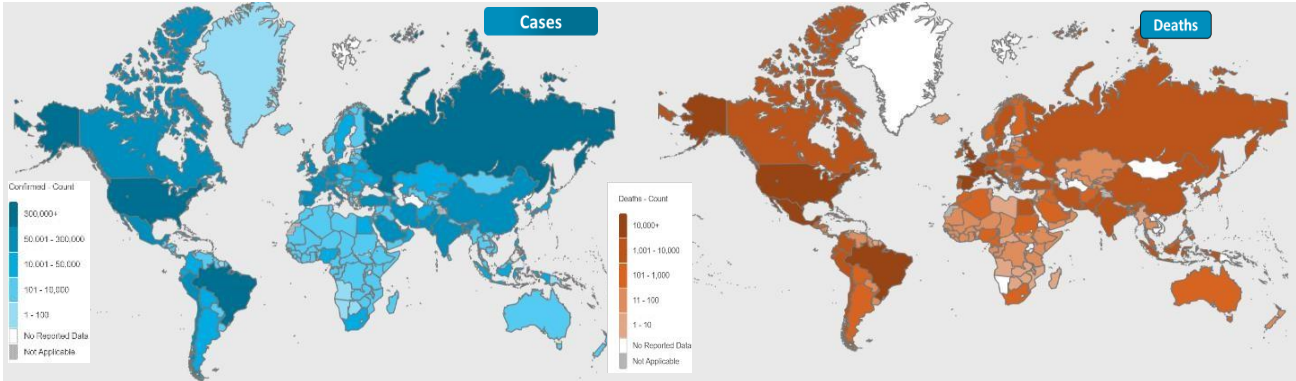 Cases
Confirmed - Count
300,000+
50.001 - 300,000
10.001 - 50,000
101 - 10,000
1 - 100
No Reported Data
Not Applicable
Deaths
Deaths - Count
10,000+
1,001 - 10,000
101 - 1,000
11 - 100
1 - 10
No Reported Data
Not Applicable